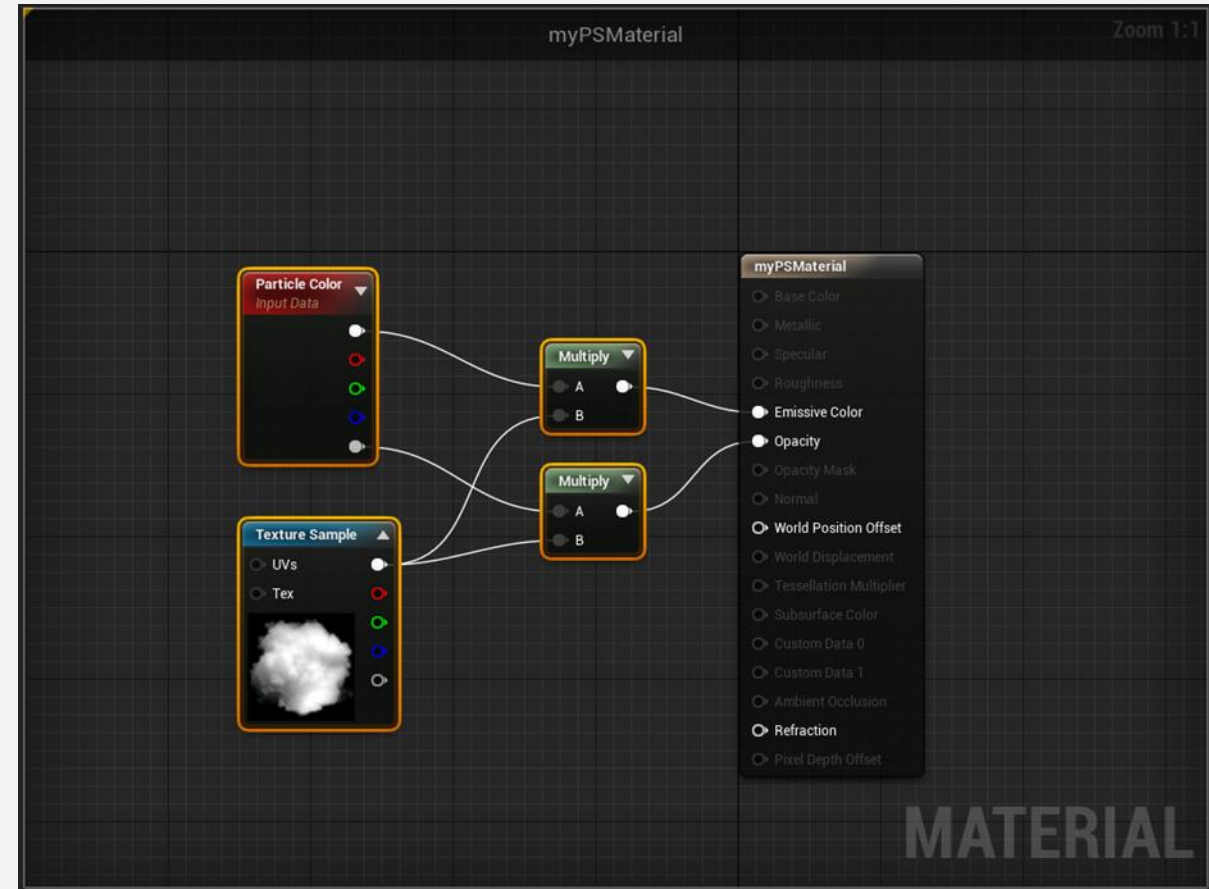 myPSMaterial
Zoom 1:1
Particle Color
Input Data
Multiply
A
B
Multiply
A
B
Texture Sample
UVs
Tex
myPSMaterial
Base Color
Metallic
Specular
Roughness
Emissive Color
Opacity
Opacity Mask
Normal
World Position Offset
World Displacement
Tessellation Multiplier
Subsurface Color
Custom Data 0
Custom Data 1
Ambient Occlusion
Refraction
Pixel Depth Offset
MATERIAL